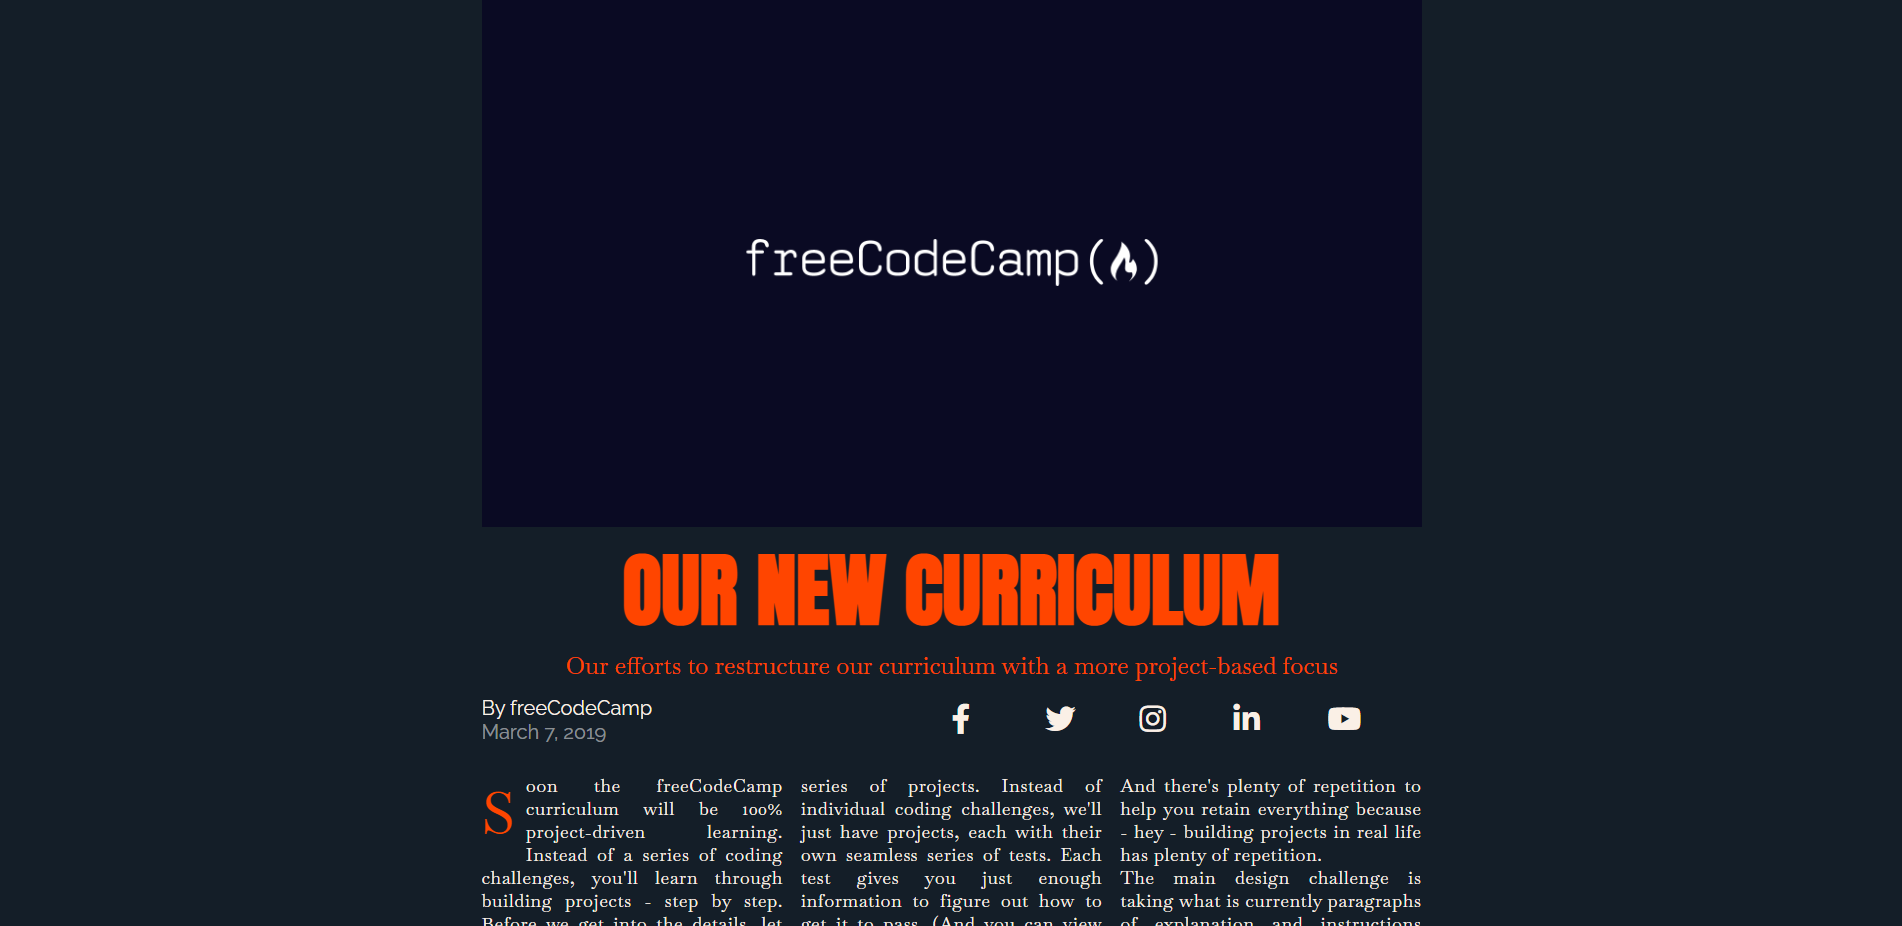 freeCodeCamp(🔥)
OUR NEW CURRICULUM
Our efforts to restructure our curriculum with a more project-based focus
By freeCodeCamp
March 7, 2019
Soon the freeCodeCamp
curriculum will be 100%
project-driven learning.
Instead of a series of coding
challenges, you'll learn through
building projects - step by step.
Before we get into the details, let
series of projects. Instead of
individual coding challenges, we'll
just have projects, each with their
own seamless series of tests. Each
test gives you just enough
information to figure out how to
get it to pass. (And you can view
And there's plenty of repetition to
help you retain everything because
- hey - building projects in real life
has plenty of repetition.
The main design challenge is
taking what is currently paragraphs
of explanation and instructions